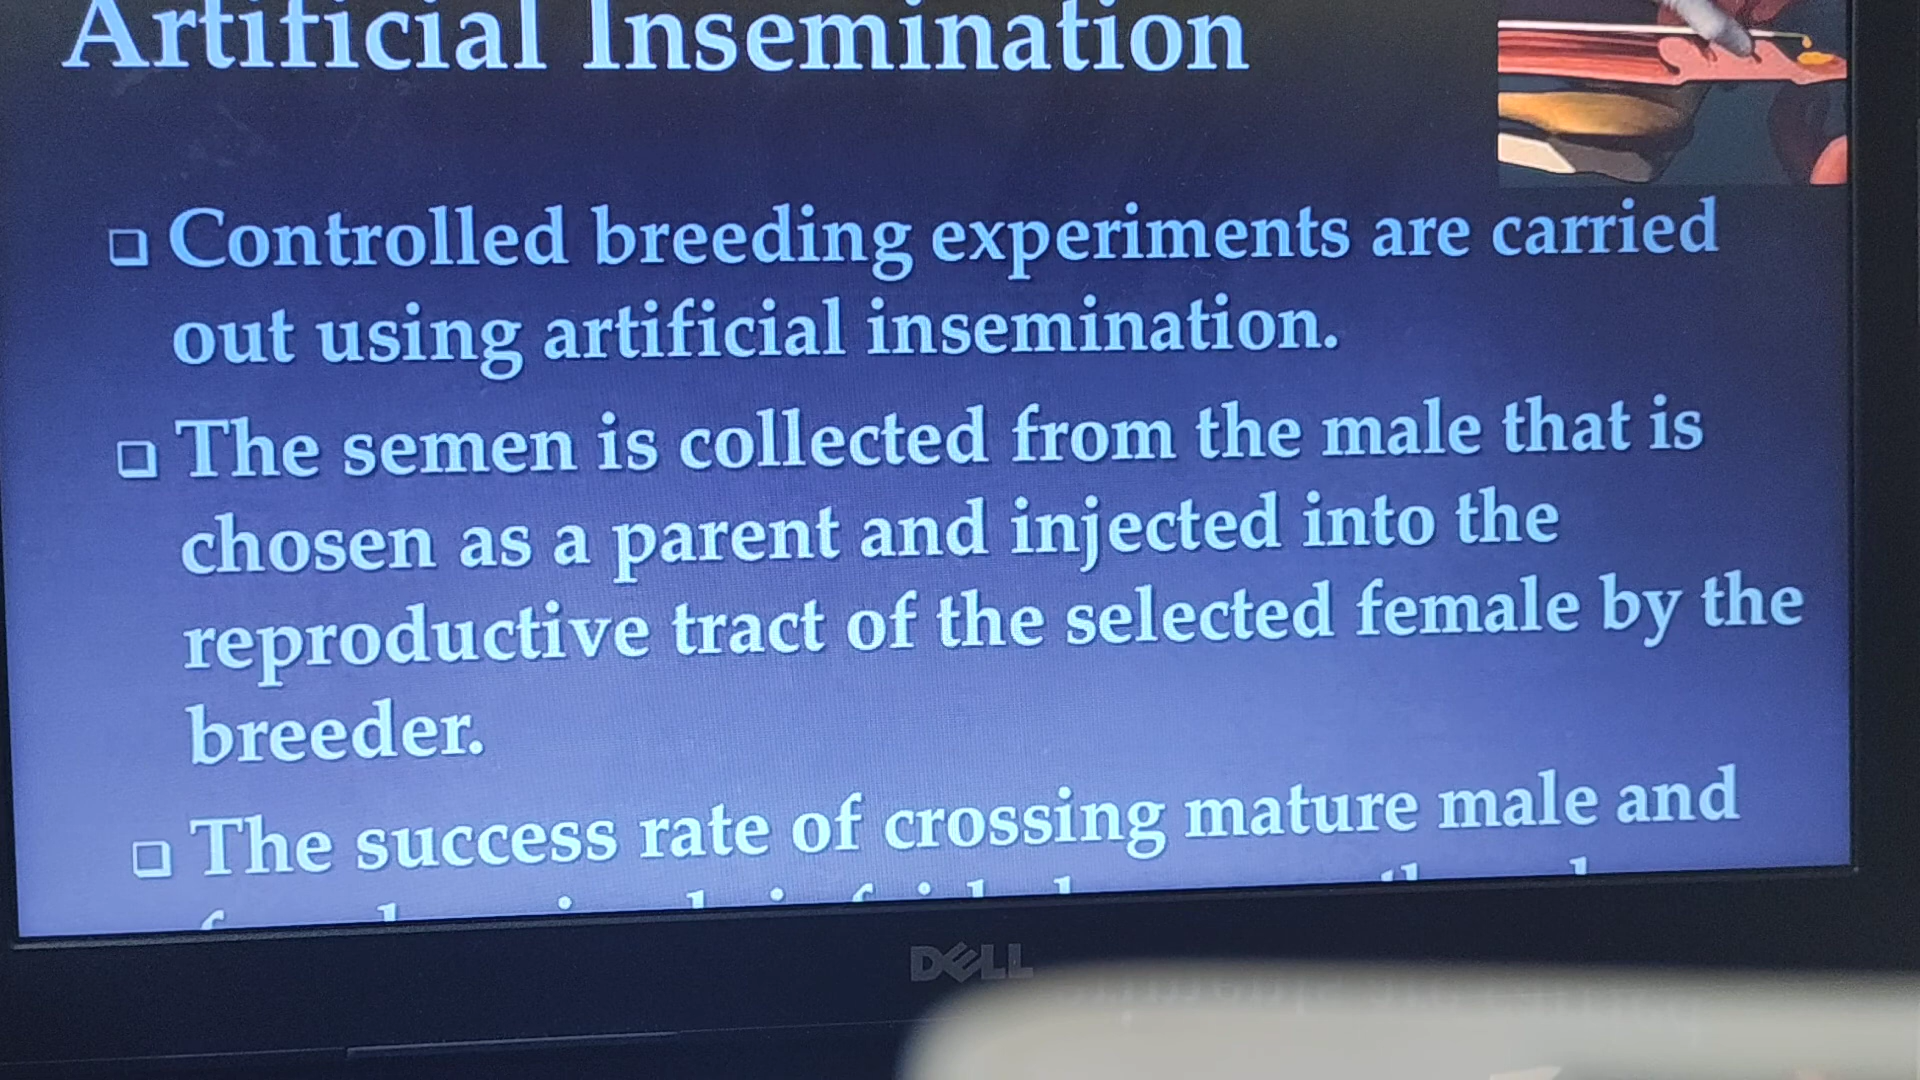 Artificial Insemination
❑ Controlled breeding experiments are carried
out using artificial insemination.
❑ The semen is collected from the male that is
chosen as a parent and injected into the
reproductive tract of the selected female by the
breeder.
❑ The success rate of crossing mature male and
DELL